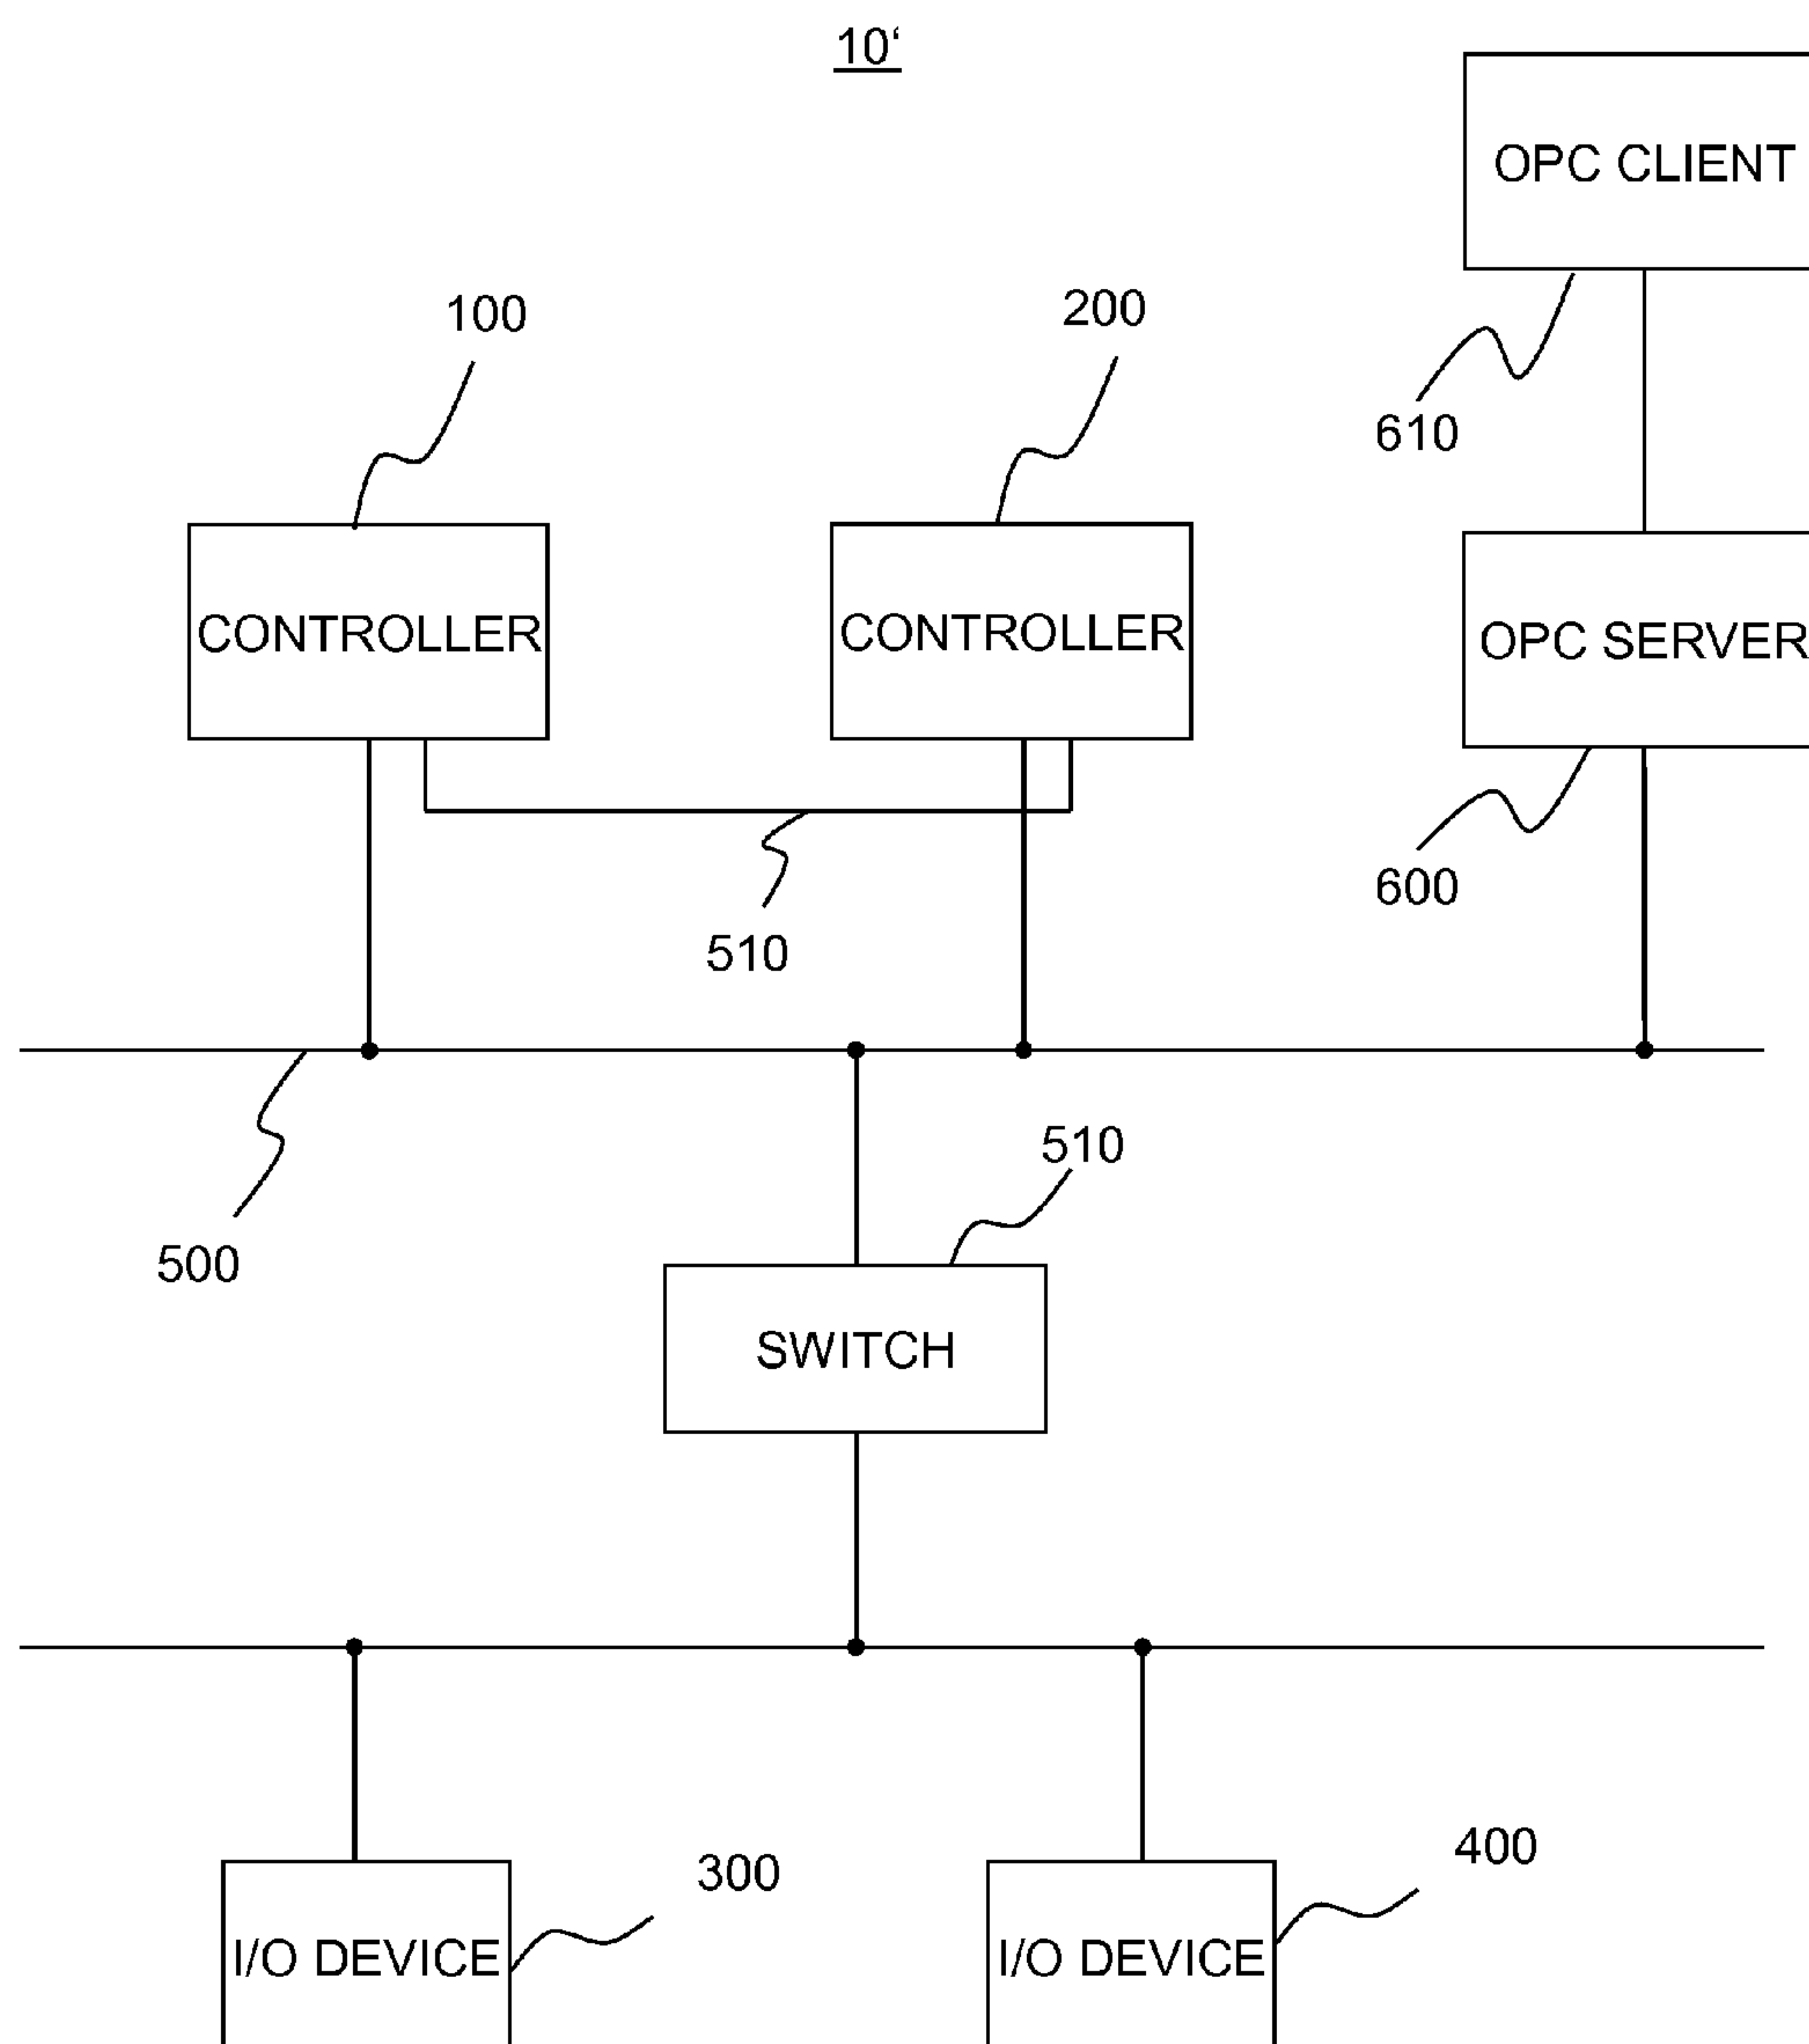 10'
OPC CLIENT
100
200
610
CONTROLLER
CONTROLLER
OPC SERVER
600
510
510
500
SWITCH
300
400
I/O DEVICE
I/O DEVICE